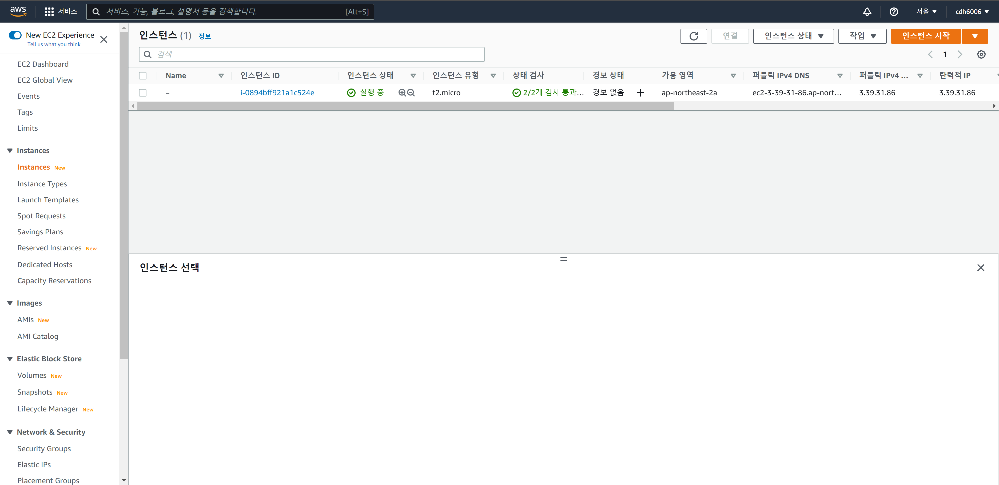 aws 서비스 서비스, 기능, 블로그, 설명서 등을 검색합니다. [Alt+S] 서울 cdh6006
New EC2 Experience
Tell us what you think
EC2 Dashboard
EC2 Global View
Events
Tags
Limits
Instances
Instances New
Instance Types
Launch Templates
Spot Requests
Savings Plans
Reserved Instances New
Dedicated Hosts
Capacity Reservations
Images
AMIs New
AMI Catalog
Elastic Block Store
Volumes New
Snapshots New
Lifecycle Manager New
Network & Security
Security Groups
Elastic IPs
Placement Groups
인스턴스 (1) 정보 연결 인스턴스 상태 작업 인스턴스 시작
검색 1
Name 인스턴스 ID 인스턴스 상태 인스턴스 유형 상태 검사 경보 상태 가용 영역 퍼블릭 IPv4 DNS 퍼블릭 IPv4 ... 탄력적 IP
– i-0894bff921a1c524e 실행 중 t2.micro 2/2개 검사 통과... 경보 없음 + ap-northeast-2a ec2-3-39-31-86.ap-nort... 3.39.31.86 3.39.31.86
인스턴스 선택